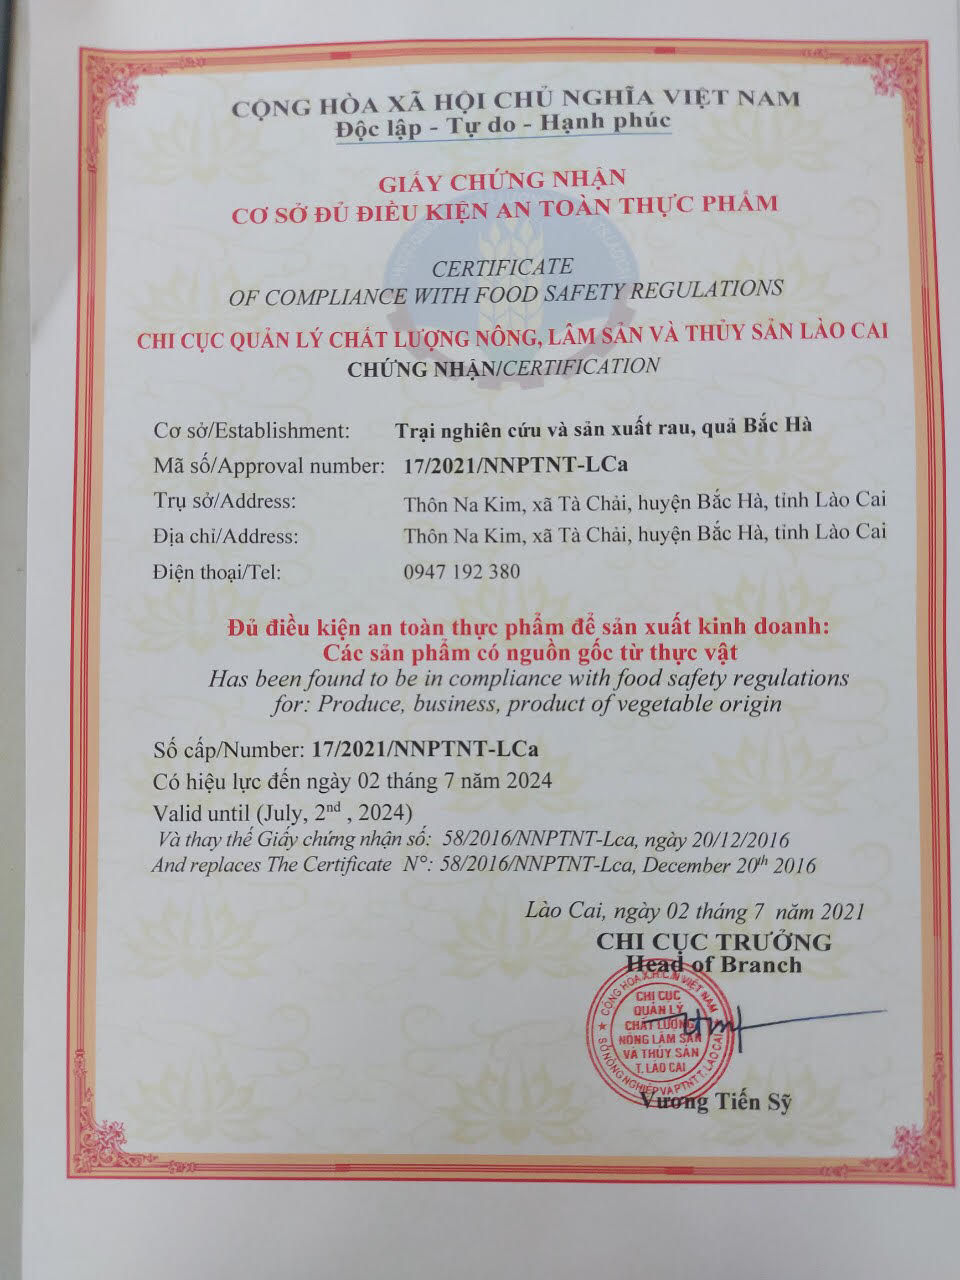 CỘNG HÒA XÃ HỘI CHỦ NGHĨA VIỆT NAM
Độc lập - Tự do - Hạnh phúc
GIẤY CHỨNG NHẬN
CƠ SỞ ĐỦ ĐIỀU KIỆN AN TOÀN THỰC PHẨM
CERTIFICATE
OF COMPLIANCE WITH FOOD SAFETY REGULATIONS
CHI CỤC QUẢN LÝ CHẤT LƯỢNG NÔNG, LÂM SẢN VÀ THỦY SẢN LÀO CAI
CHỨNG NHẬN/CERTIFICATION
Cơ sở/Establishment: Trại nghiên cứu và sản xuất rau, quả Bắc Hà
Mã số/Approval number: 17/2021/NNPTNT-LCa
Trụ sở/Address: Thôn Na Kim, xã Tà Chải, huyện Bắc Hà, tỉnh Lào Cai
Địa chỉ/Address: Thôn Na Kim, xã Tà Chải, huyện Bắc Hà, tỉnh Lào Cai
Điện thoại/Tel: 0947 192 380
Đủ điều kiện an toàn thực phẩm để sản xuất kinh doanh:
Các sản phẩm có nguồn gốc từ thực vật
Has been found to be in compliance with food safety regulations
for: Produce, business, product of vegetable origin
Số cấp/Number: 17/2021/NNPTNT-LCa
Có hiệu lực đến ngày 02 tháng 7 năm 2024
Valid until (July, 2nd , 2024)
Và thay thế Giấy chứng nhận số: 58/2016/NNPTNT-Lca, ngày 20/12/2016
And replaces The Certificate N°: 58/2016/NNPTNT-Lca, December 20th 2016
Lào Cai, ngày 02 tháng 7 năm 2021
CHI CỤC TRƯỞNG
Head of Branch
CỘNG HÒA X.H.C.N VIỆT NAM
CHI CỤC
QUẢN LÝ
CHẤT LƯỢNG
NÔNG LÂM SẢN
VÀ THỦY SẢN
T. LÀO CAI
SỞ NÔNG NGHIỆP VÀ PTNT T. LÀO CAI
Vương Tiến Sỹ